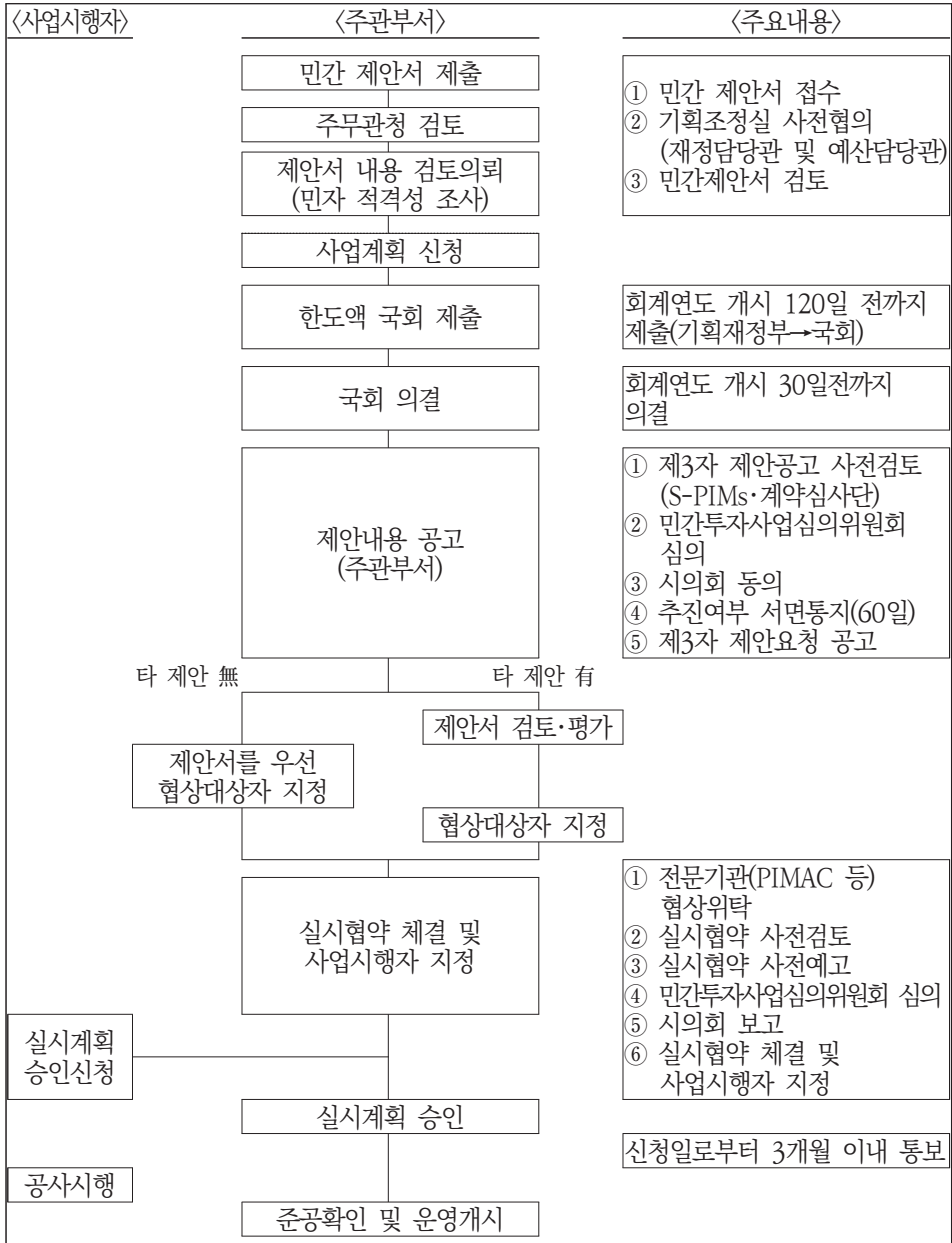 〈사업시행자〉
〈주관부서〉
〈주요내용〉
민간 제안서 제출
주무관청 검토
제안서 내용 검토의뢰
(민자 적격성 조사)
① 민간 제안서 접수
② 기획조정실 사전협의
(재정담당관 및 예산담당관)
③ 민간제안서 검토
사업계획 신청
한도액 국회 제출
회계연도 개시 120일 전까지
제출(기획재정부→국회)
국회 의결
회계연도 개시 30일전까지
의결
제안내용 공고
(주관부서)
① 제3자 제안공고 사전검토
(S-PIMs·계약심사단)
② 민간투자사업심의위원회
심의
③ 시의회 동의
④ 추진여부 서면통지(60일)
⑤ 제3자 제안요청 공고
타 제안 無
타 제안 有
제안서 검토·평가
제안서를 우선
협상대상자 지정
협상대상자 지정
실시협약 체결 및
사업시행자 지정
① 전문기관(PIMAC 등)
협상위탁
② 실시협약 사전검토
③ 실시협약 사전예고
④ 민간투자사업심의위원회 심의
⑤ 시의회 보고
⑥ 실시협약 체결 및
사업시행자 지정
실시계획
승인신청
실시계획 승인
신청일로부터 3개월 이내 통보
공사시행
준공확인 및 운영개시